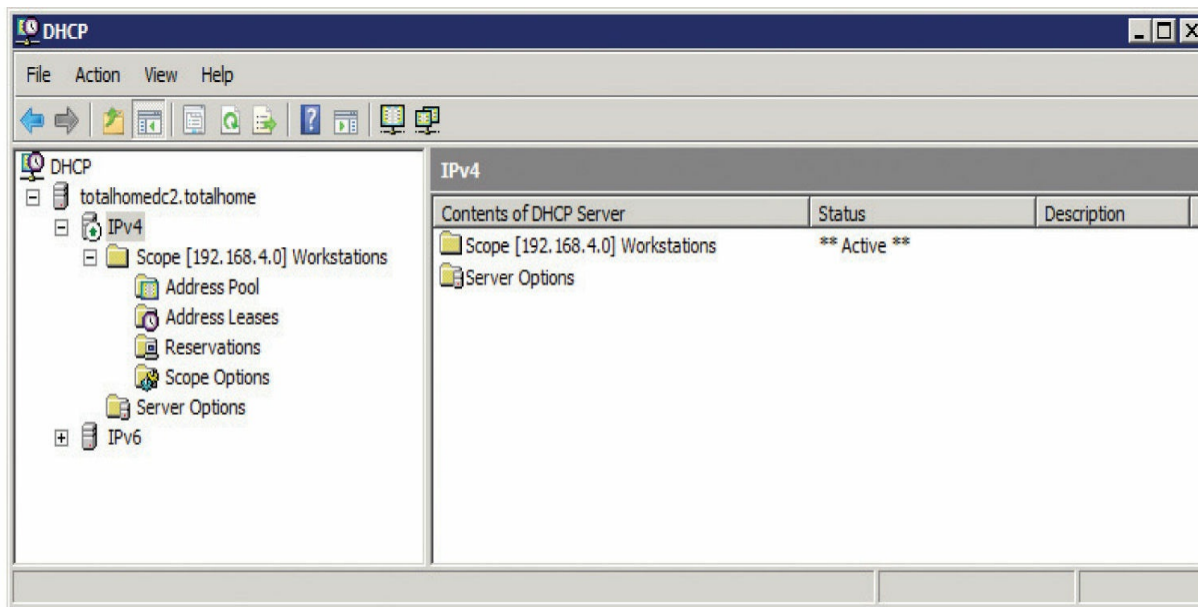 DHCP
File Action View Help
DHCP
totalhomedc2.totalhome
IPv4
Scope [192.168.4.0] Workstations
Address Pool
Address Leases
Reservations
Scope Options
Server Options
IPv6
IPv4
Contents of DHCP Server Status Description
Scope [192.168.4.0] Workstations ** Active **
Server Options